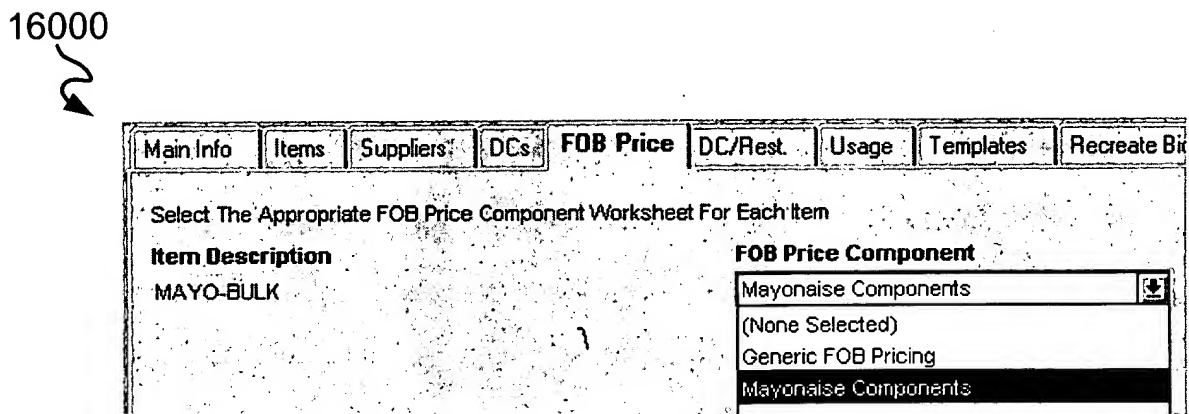 16000
Main Info Items Suppliers DCs FOB Price DC/Rest. Usage Templates Recreate Bid
Select The Appropriate FOB Price Component Worksheet For Each Item
Item Description FOB Price Component
MAYO-BULK Mayonaise Components
(None Selected)
Generic FOB Pricing
Mayonaise Components